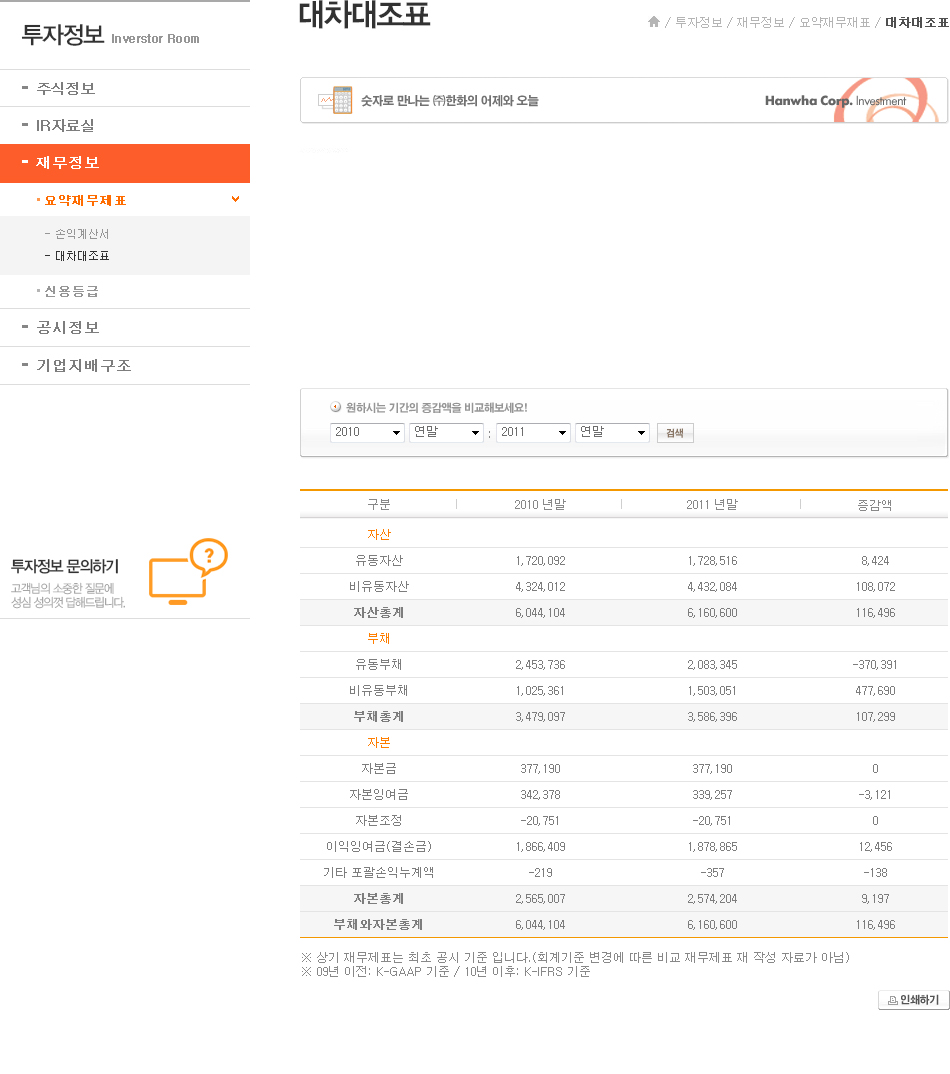 투자정보 Inverstor Room
- 주식정보
- IR자료실
- 재무정보
요약재무제표
- 손익계산서
- 대차대조표
신용등급
- 공시정보
- 기업지배구조
투자정보 문의하기
고객님의 소중한 질문에
성심 성의껏 답해드립니다.
?
대차대조표
/ 투자정보 / 재무정보 / 요약재무재표 / 대차대조표
숫자로 만나는 ㈜한화의 어제와 오늘
Hanwha Corp. Investment
원하시는 기간의 증감액을 비교해보세요!
2010 연말 : 2011 연말 검색
구분 2010 년말 2011 년말 증감액
자산
유동자산 1,720,092 1,728,516 8,424
비유동자산 4,324,012 4,432,084 108,072
자산총계 6,044,104 6,160,600 116,496
부채
유동부채 2,453,736 2,083,345 -370,391
비유동부채 1,025,361 1,503,051 477,690
부채총계 3,479,097 3,586,396 107,299
자본
자본금 377,190 377,190 0
자본잉여금 342,378 339,257 -3,121
자본조정 -20,751 -20,751 0
이익잉여금(결손금) 1,866,409 1,878,865 12,456
기타 포괄손익누계액 -219 -357 -138
자본총계 2,565,007 2,574,204 9,197
부채와자본총계 6,044,104 6,160,600 116,496
※ 상기 재무제표는 최초 공시 기준 입니다.(회계기준 변경에 따른 비교 재무제표 재 작성 자료가 아님)
※ 09년 이전: K-GAAP 기준 / 10년 이후: K-IFRS 기준
인쇄하기